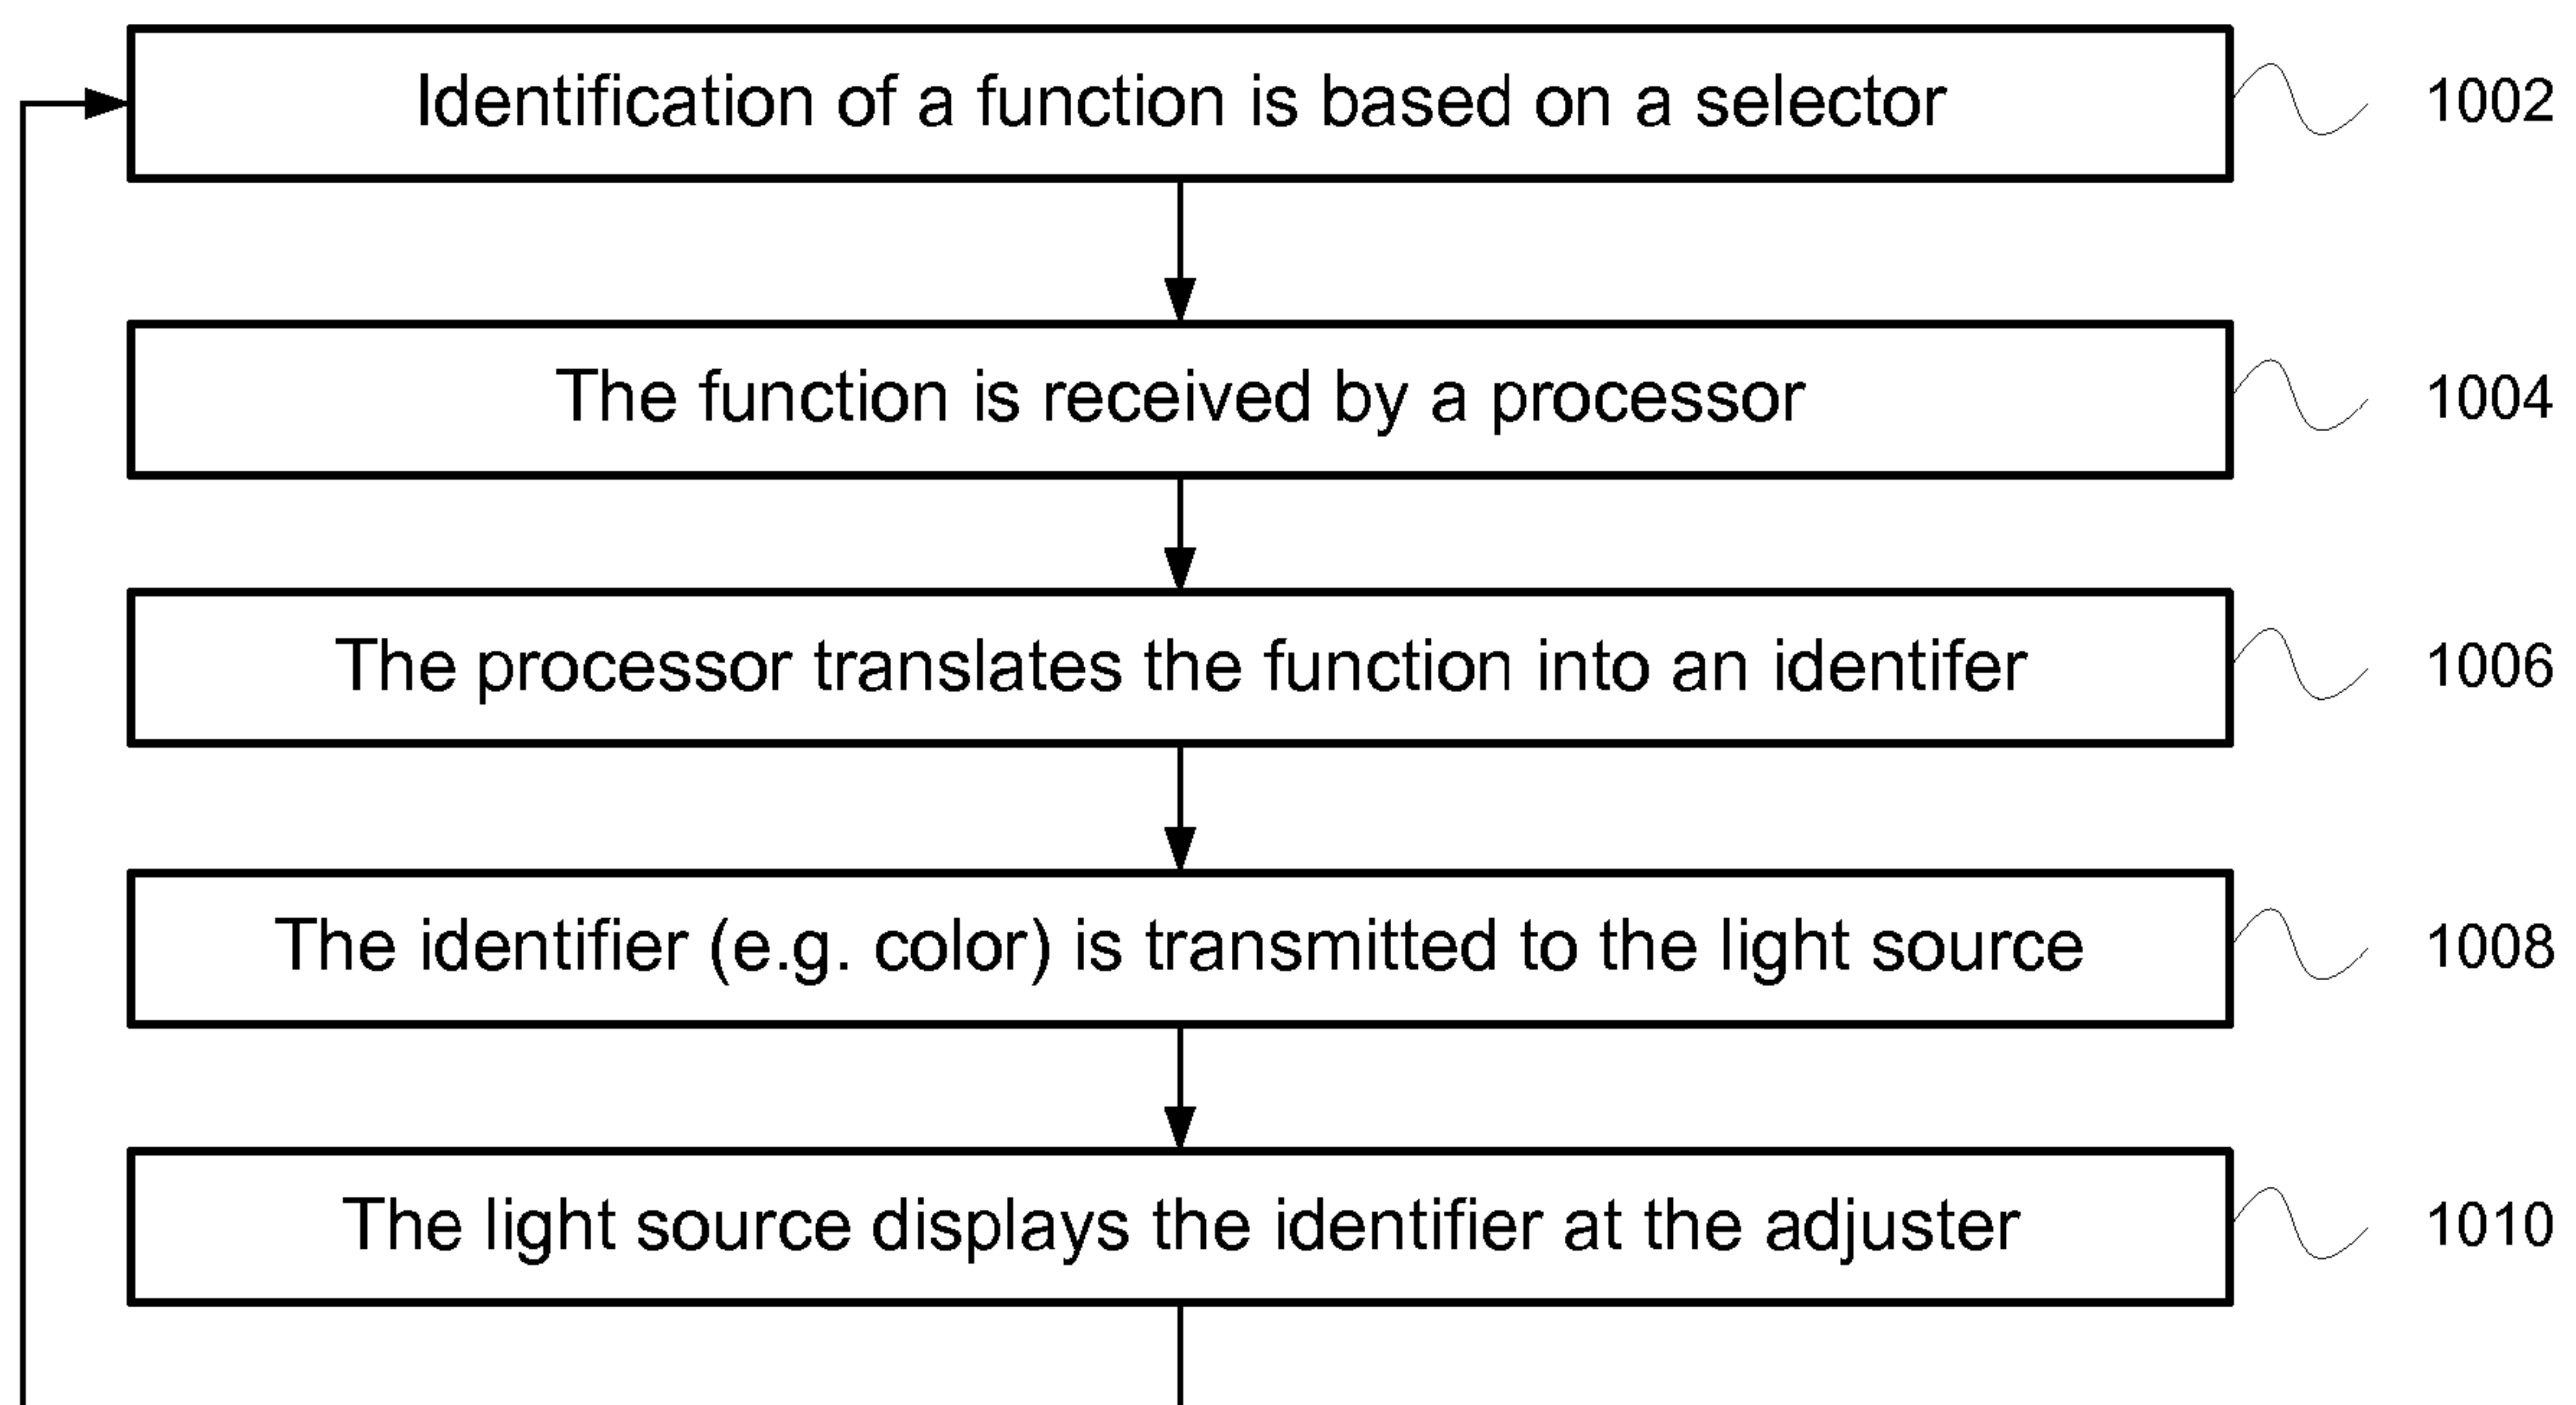 Identification of a function is based on a selector
1002
The function is received by a processor
1004
The processor translates the function into an identifer
1006
The identifier (e.g. color) is transmitted to the light source
1008
The light source displays the identifier at the adjuster
1010